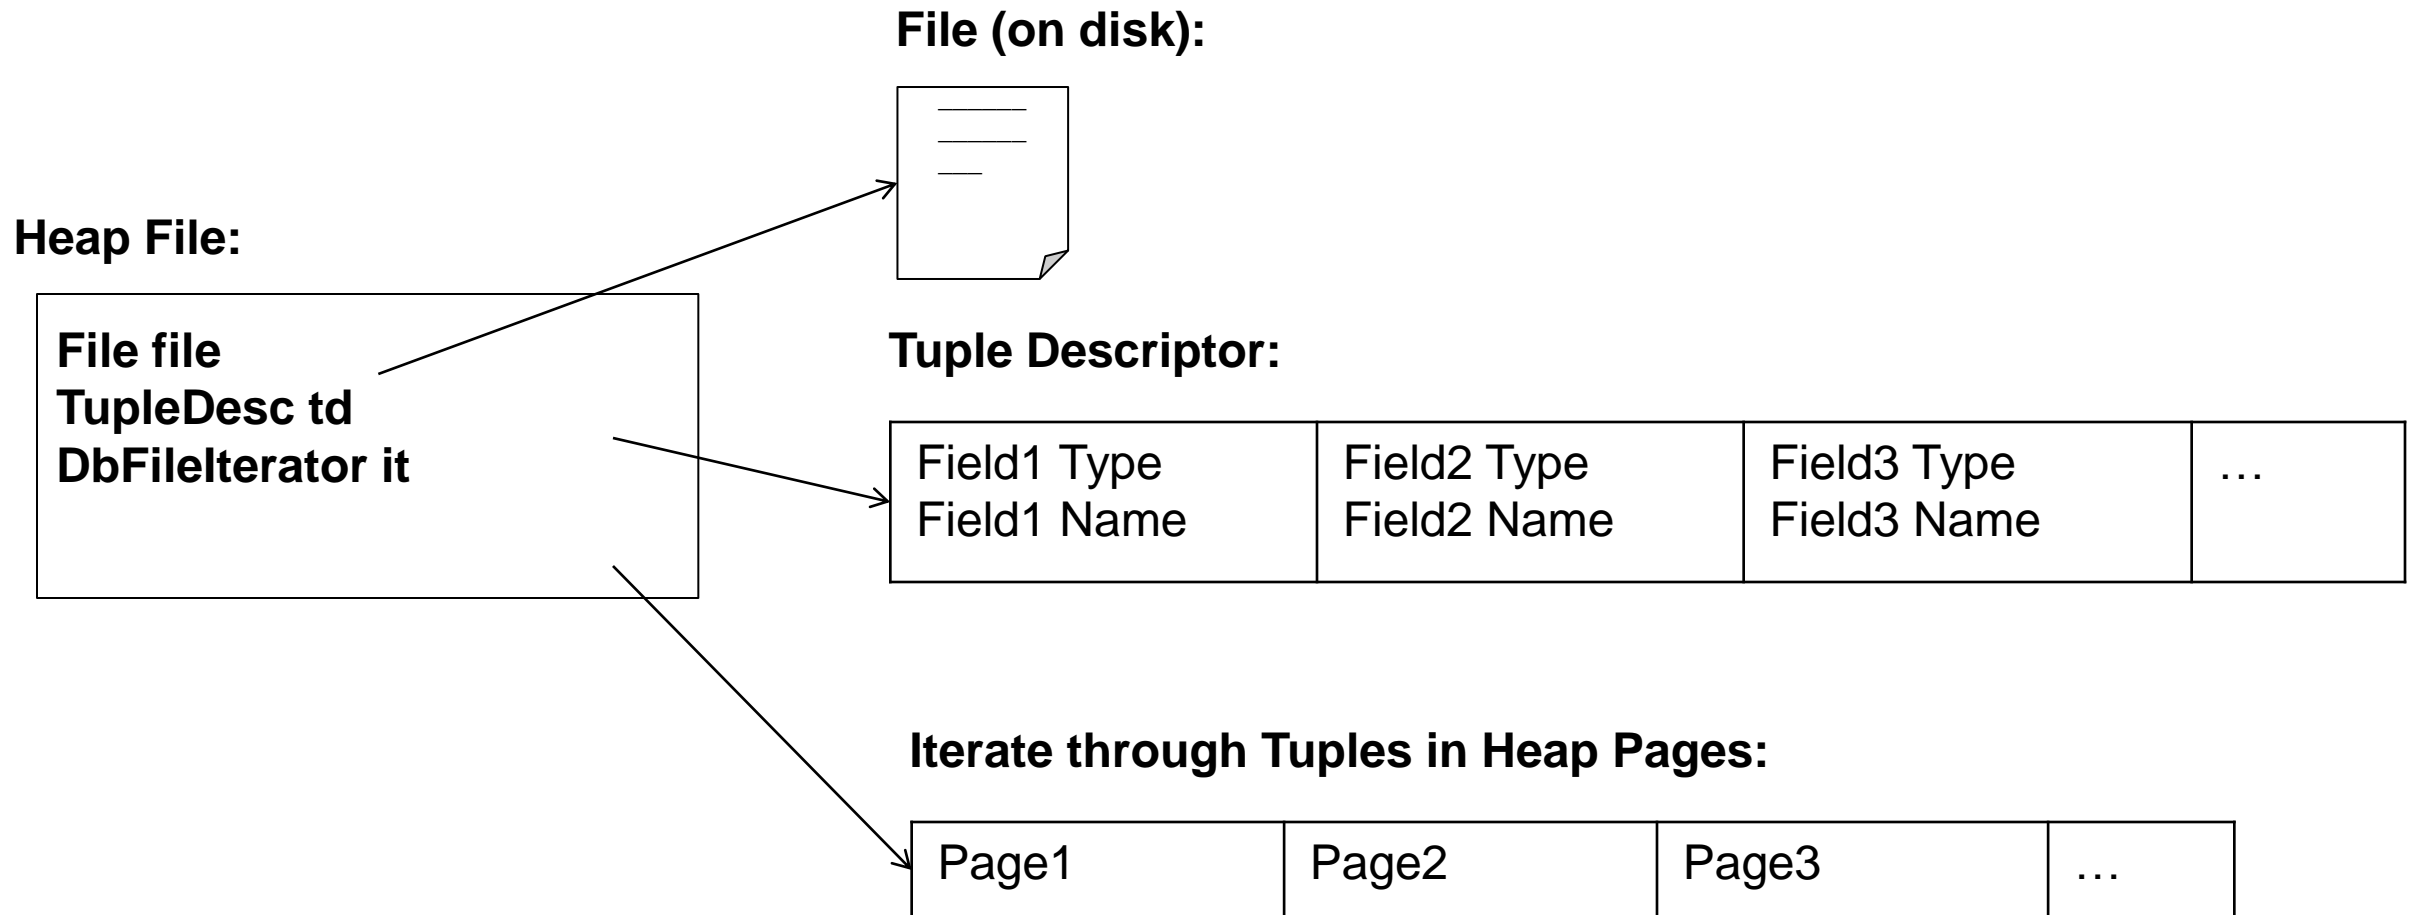 File (on disk):
Heap File:
File file
TupleDesc td
DbFileIterator it
Tuple Descriptor:
Field1 Type
Field1 Name
Field2 Type
Field2 Name
Field3 Type
Field3 Name
…
Iterate through Tuples in Heap Pages:
Page1
Page2
Page3
…